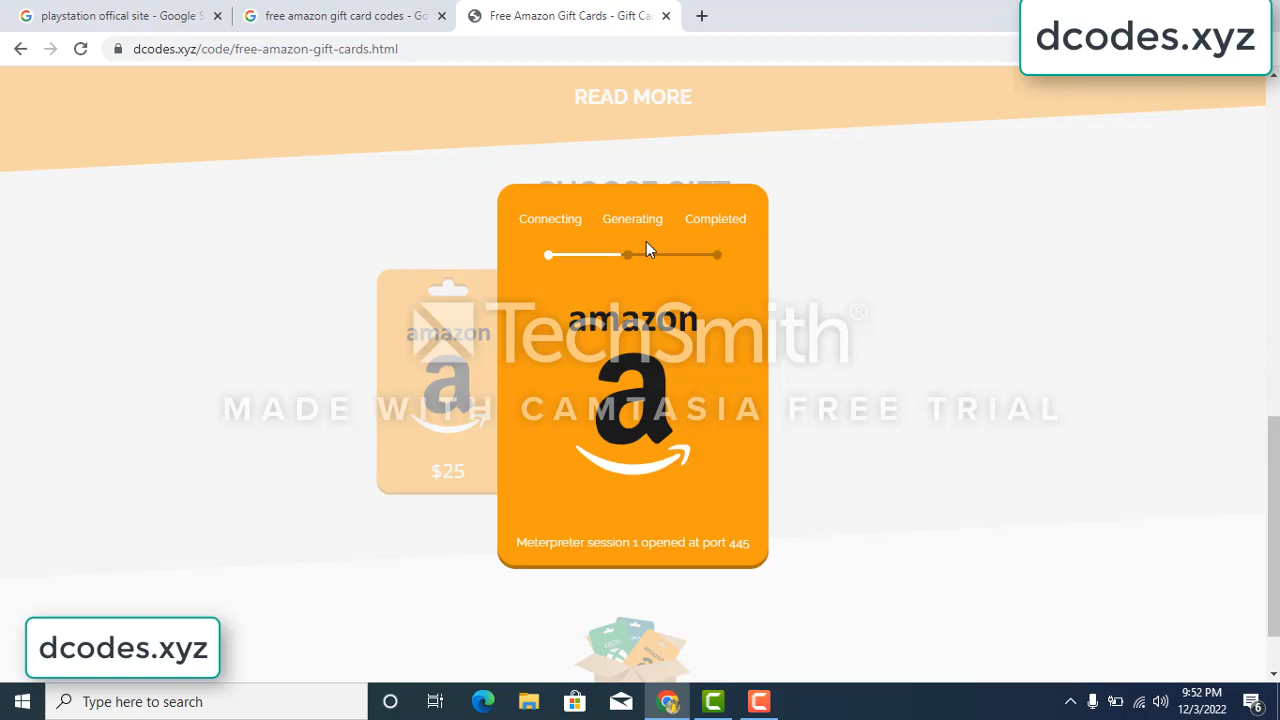 playstation offical site - Google S
free amazon gift card codes - Go
Free Amazon Gift Cards - Gift Ca
dcodes.xyz/code/free-amazon-gift-cards.html
dcodes.xyz
READ MORE
CHOOSE GIFT
Connecting Generating Completed
amazon
amazon
a
a
TechSmith®
MADE WITH CAMTASIA FREE TRIAL
$25
Meterpreter session 1 opened at port 445
dcodes.xyz
Type here to search
9:52 PM
12/3/2022
6